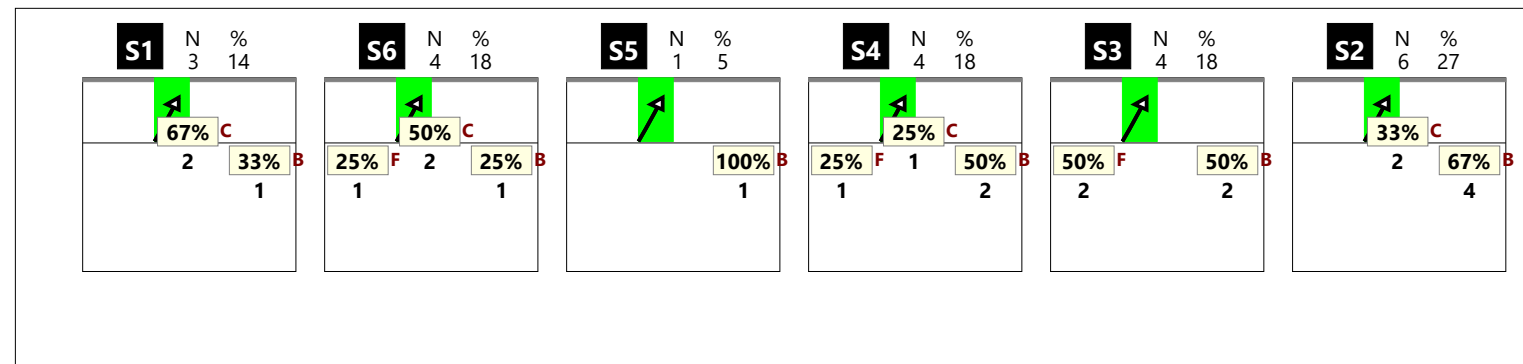 S1 N % S6 N % S5 N % S4 N % S3 N % S2 N %
3 14 4 18 1 5 4 18 4 18 6 27
67% C 50% C 25% C 33% C
2 33% B 25% F 2 25% B 100% B 25% F 1 50% B 50% F 50% B 2 67% B
1 1 1 1 1 2 2 2 4